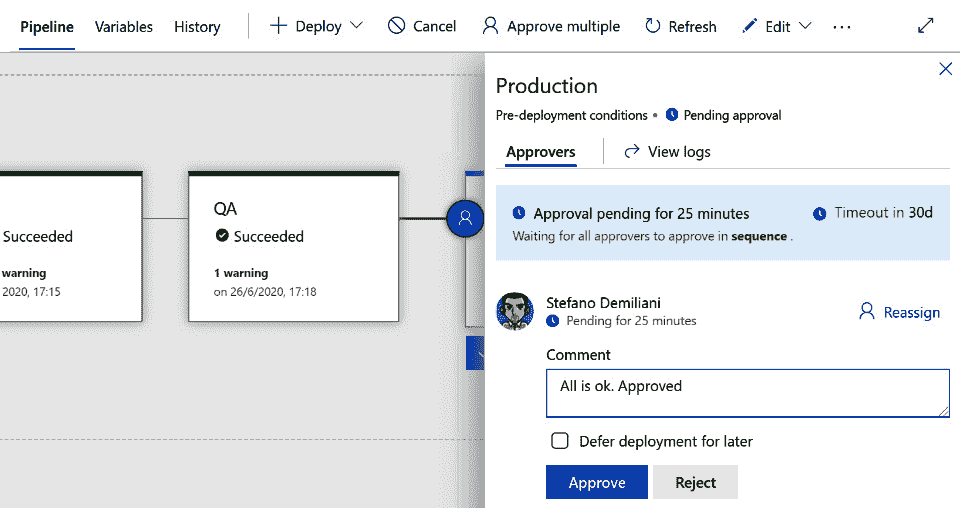 Pipeline Variables History Deploy Cancel Approve multiple Refresh Edit ...
Succeeded
warning
2020, 17:15
QA
Succeeded
1 warning
on 26/6/2020, 17:18
Production
Pre-deployment conditions • Pending approval
Approvers View logs
Approval pending for 25 minutes Timeout in 30d
Waiting for all approvers to approve in sequence .
Stefano Demiliani
Pending for 25 minutes
Reassign
Comment
All is ok. Approved
Defer deployment for later
Approve Reject